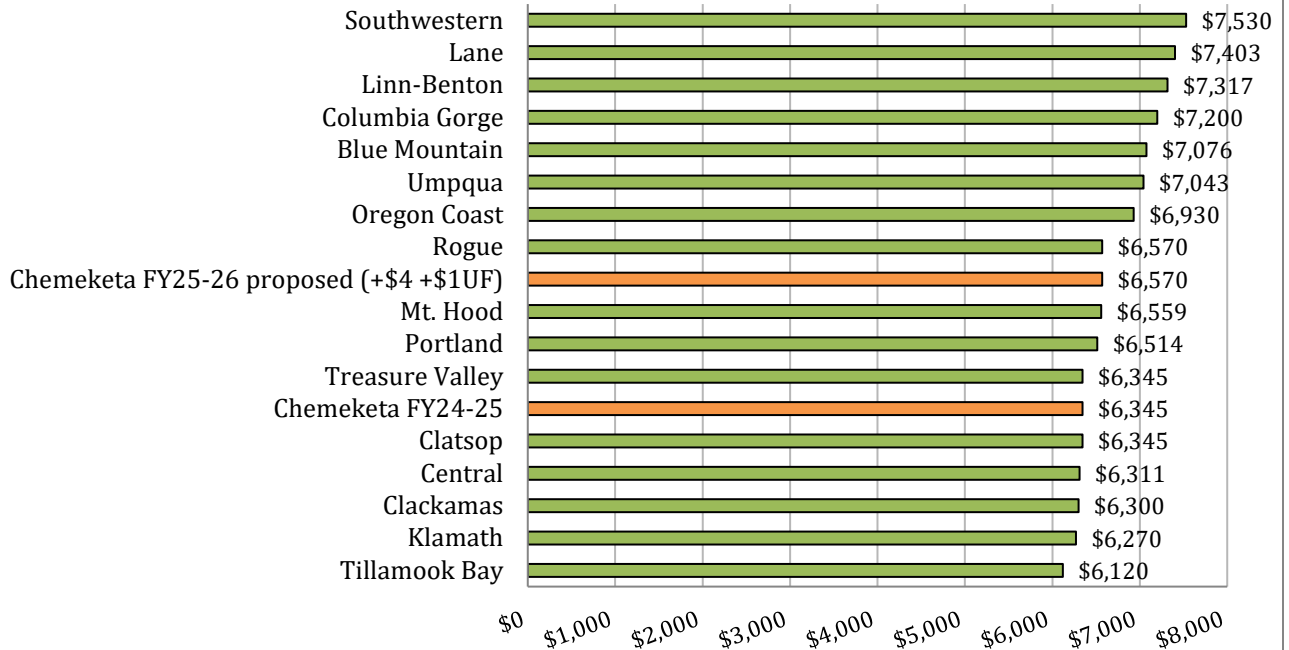 Southwestern $7,530
Lane $7,403
Linn-Benton $7,317
Columbia Gorge $7,200
Blue Mountain $7,076
Umpqua $7,043
Oregon Coast $6,930
Rogue $6,570
Chemeketa FY25-26 proposed (+$4 +$1UF) $6,570
Mt. Hood $6,559
Portland $6,514
Treasure Valley $6,345
Chemeketa FY24-25 $6,345
Clatsop $6,345
Central $6,311
Clackamas $6,300
Klamath $6,270
Tillamook Bay $6,120
$0 $1,000 $2,000 $3,000 $4,000 $5,000 $6,000 $7,000 $8,000